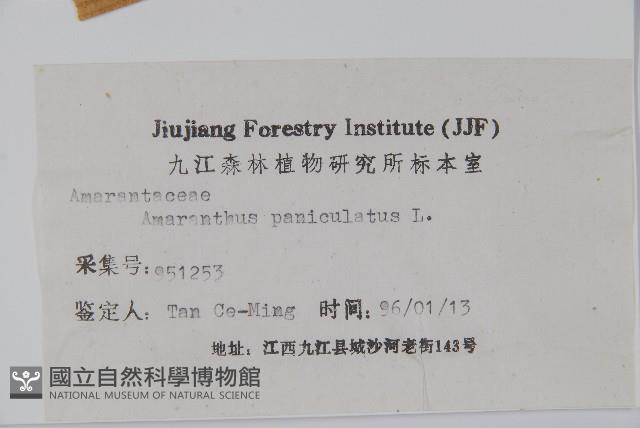 Jiujiang Forestry Institute (JJF)
九江森林植物研究所标本室
Amarantaceae
Amaranthus paniculatus L.
采集号: 951253
鉴定人: Tan Ce-Ming 时间: 96/01/13
地址: 江西九江县城沙河老街143号
國立自然科學博物館
NATIONAL MUSEUM OF NATURAL SCIENCE